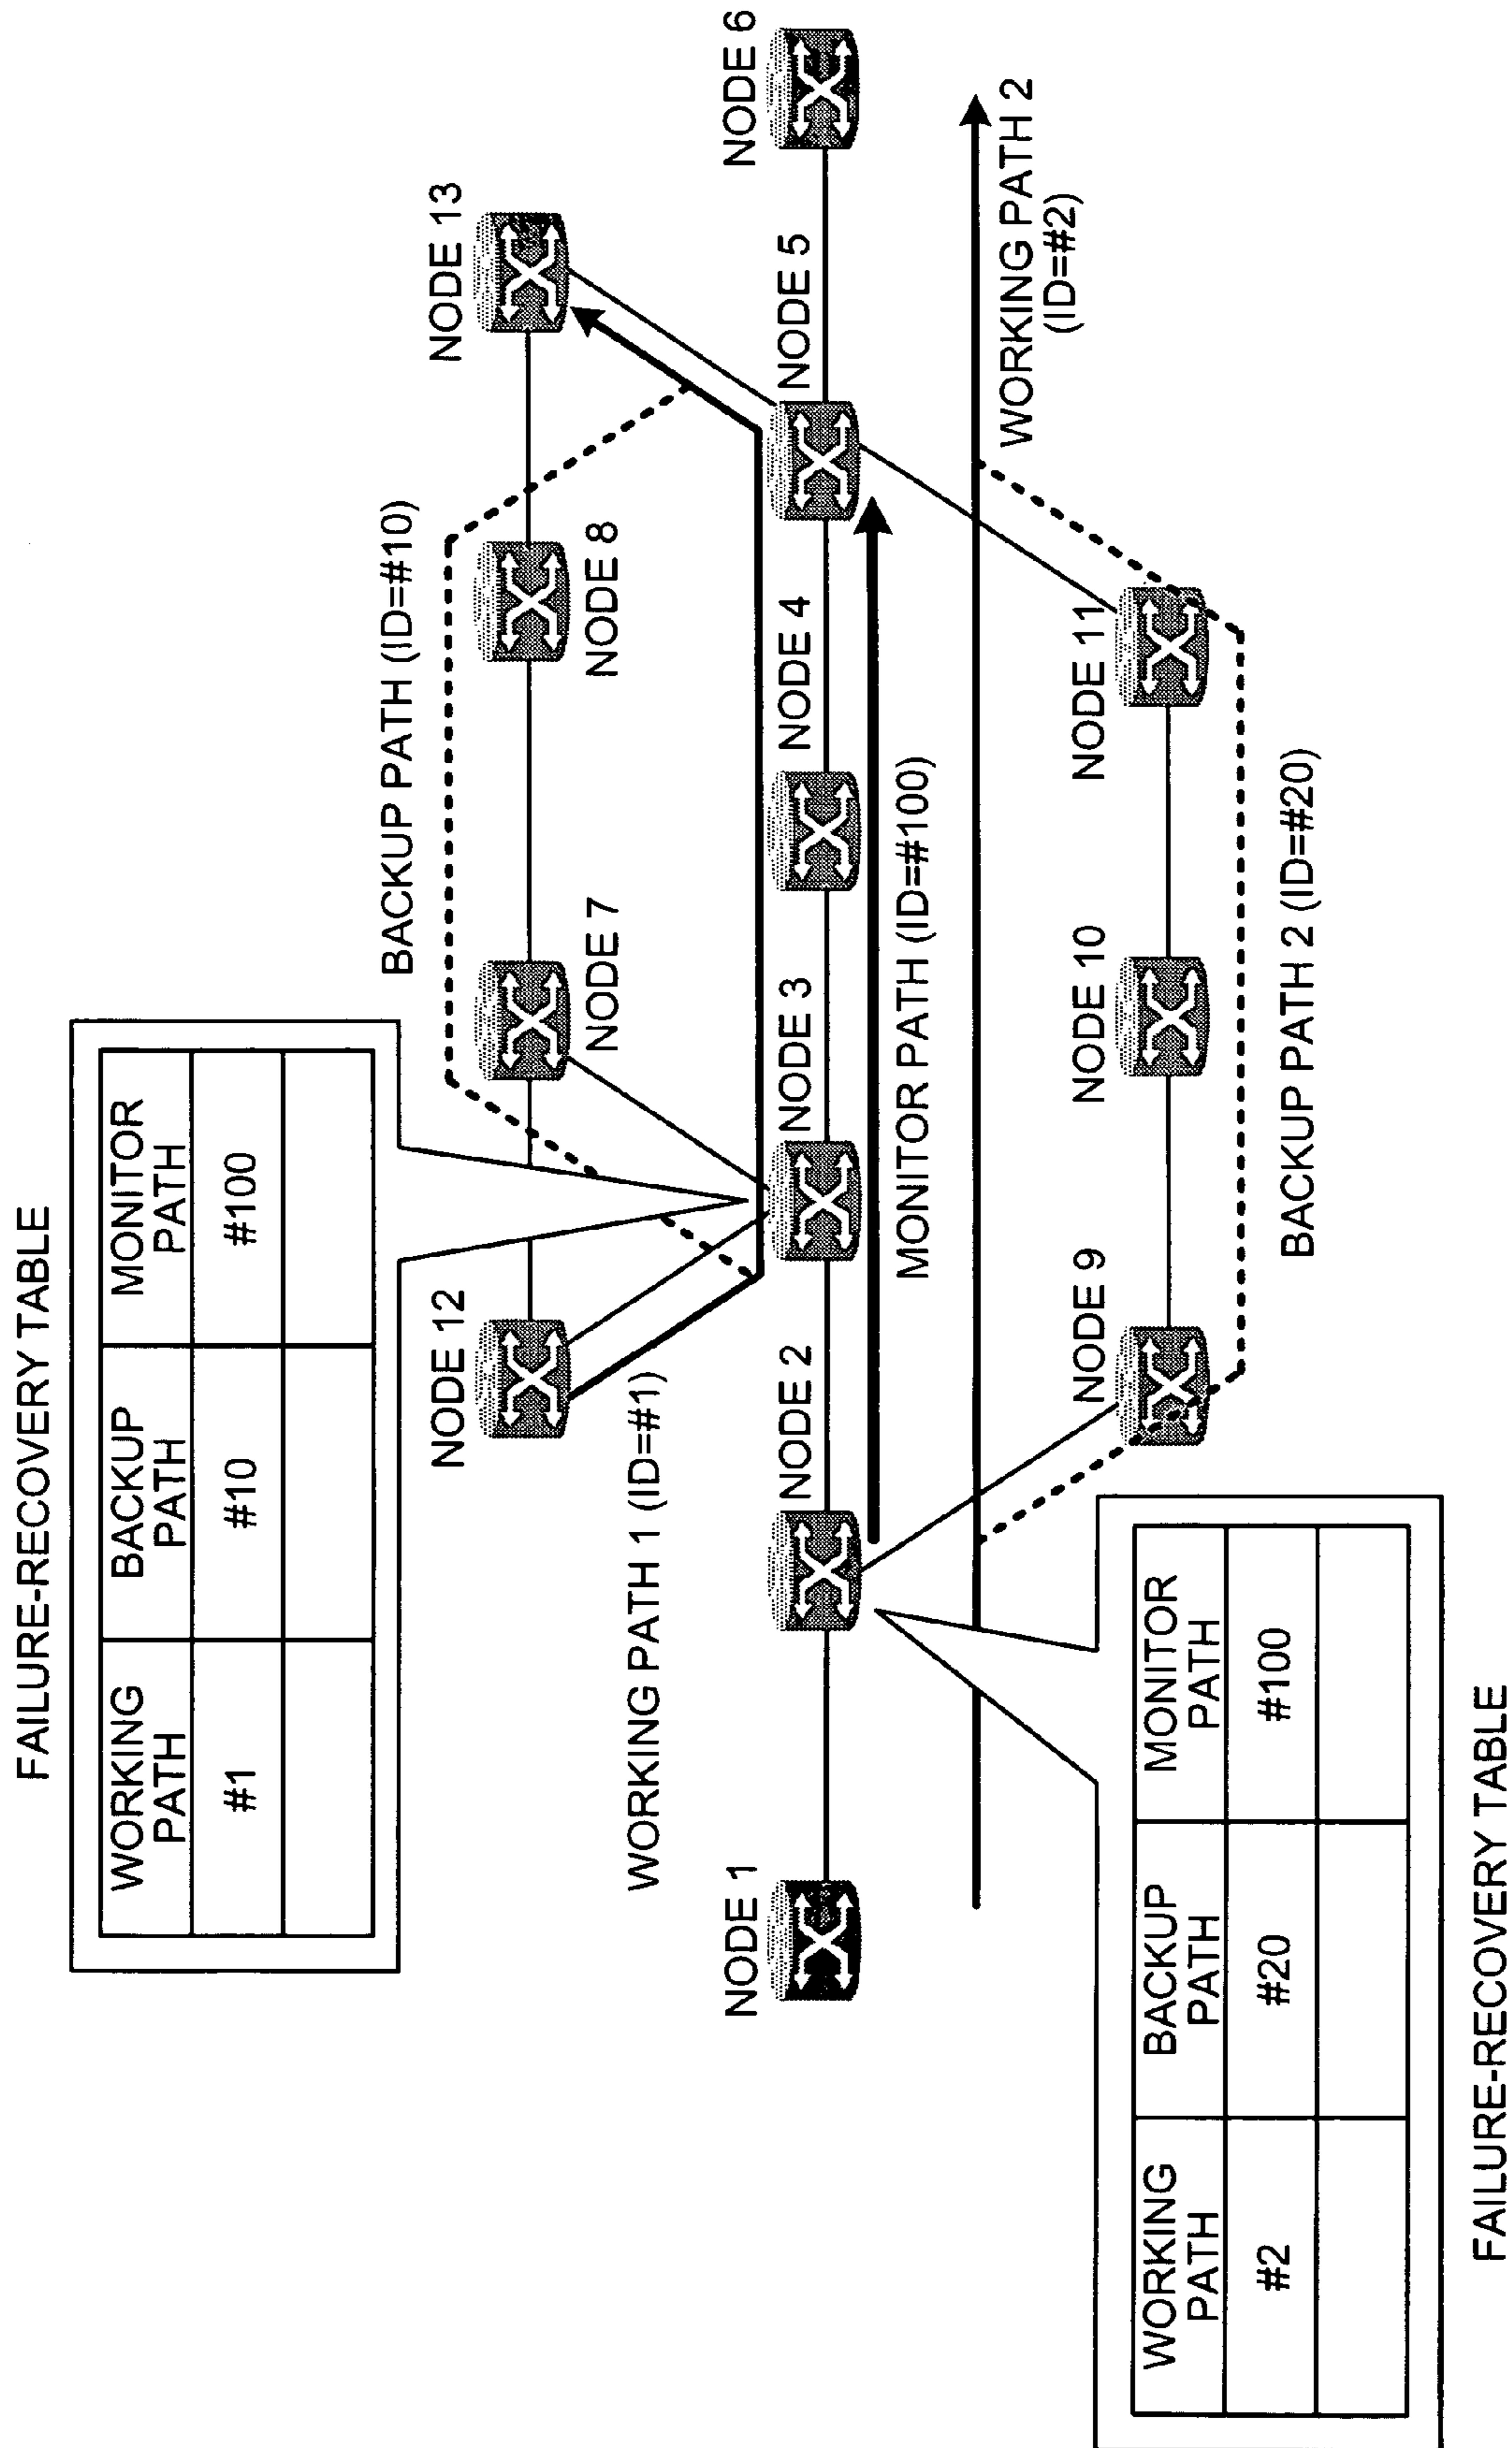 FAILURE-RECOVERY TABLE
WORKING PATH
BACKUP PATH
MONITOR PATH
#1
#10
#100
BACKUP PATH (ID=#10)
NODE 12
NODE 7
NODE 8
NODE 13
WORKING PATH 1 (ID=#1)
NODE 1
NODE 2
NODE 3
NODE 4
NODE 5
NODE 6
MONITOR PATH (ID=#100)
WORKING PATH 2
(ID=#2)
NODE 9
NODE 10
NODE 11
BACKUP PATH 2 (ID=#20)
WORKING PATH
BACKUP PATH
MONITOR PATH
#2
#20
#100
FAILURE-RECOVERY TABLE